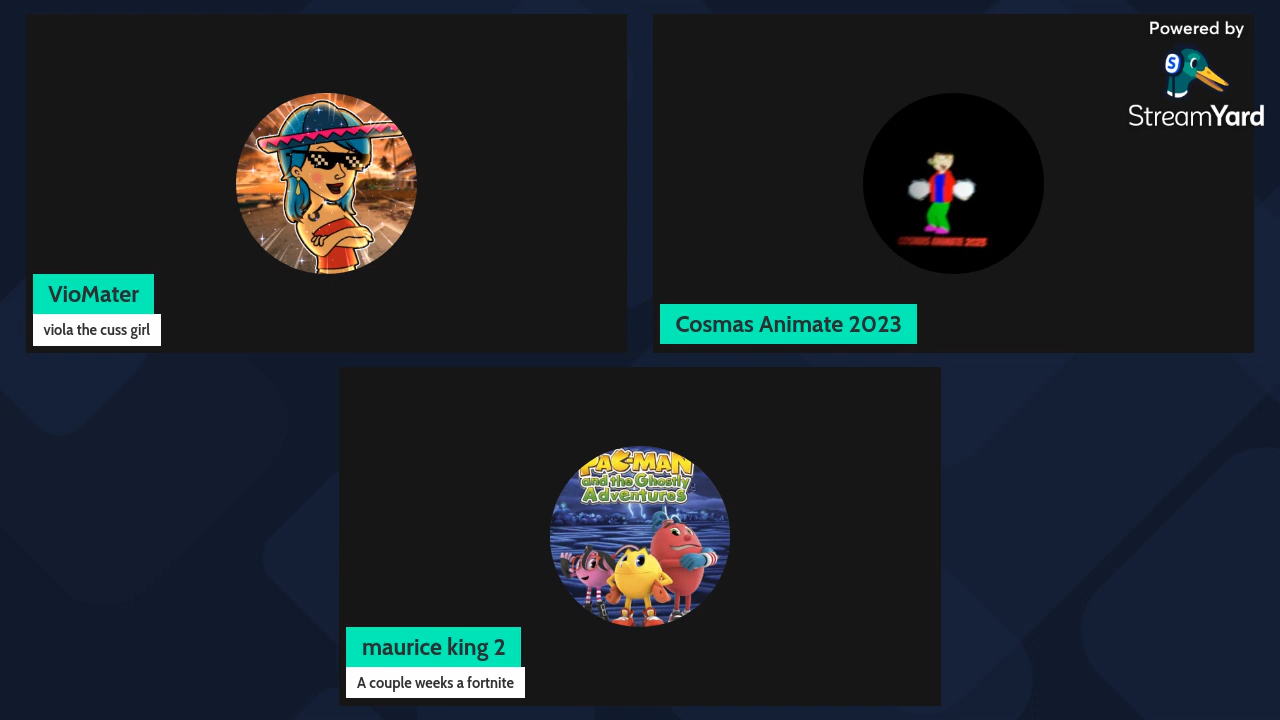 Powered by
S
StreamYard
VioMater
viola the cuss girl
Cosmas Animate 2023
PAC-MAN
and the Ghostly
Adventures
maurice king 2
A couple weeks a fortnite